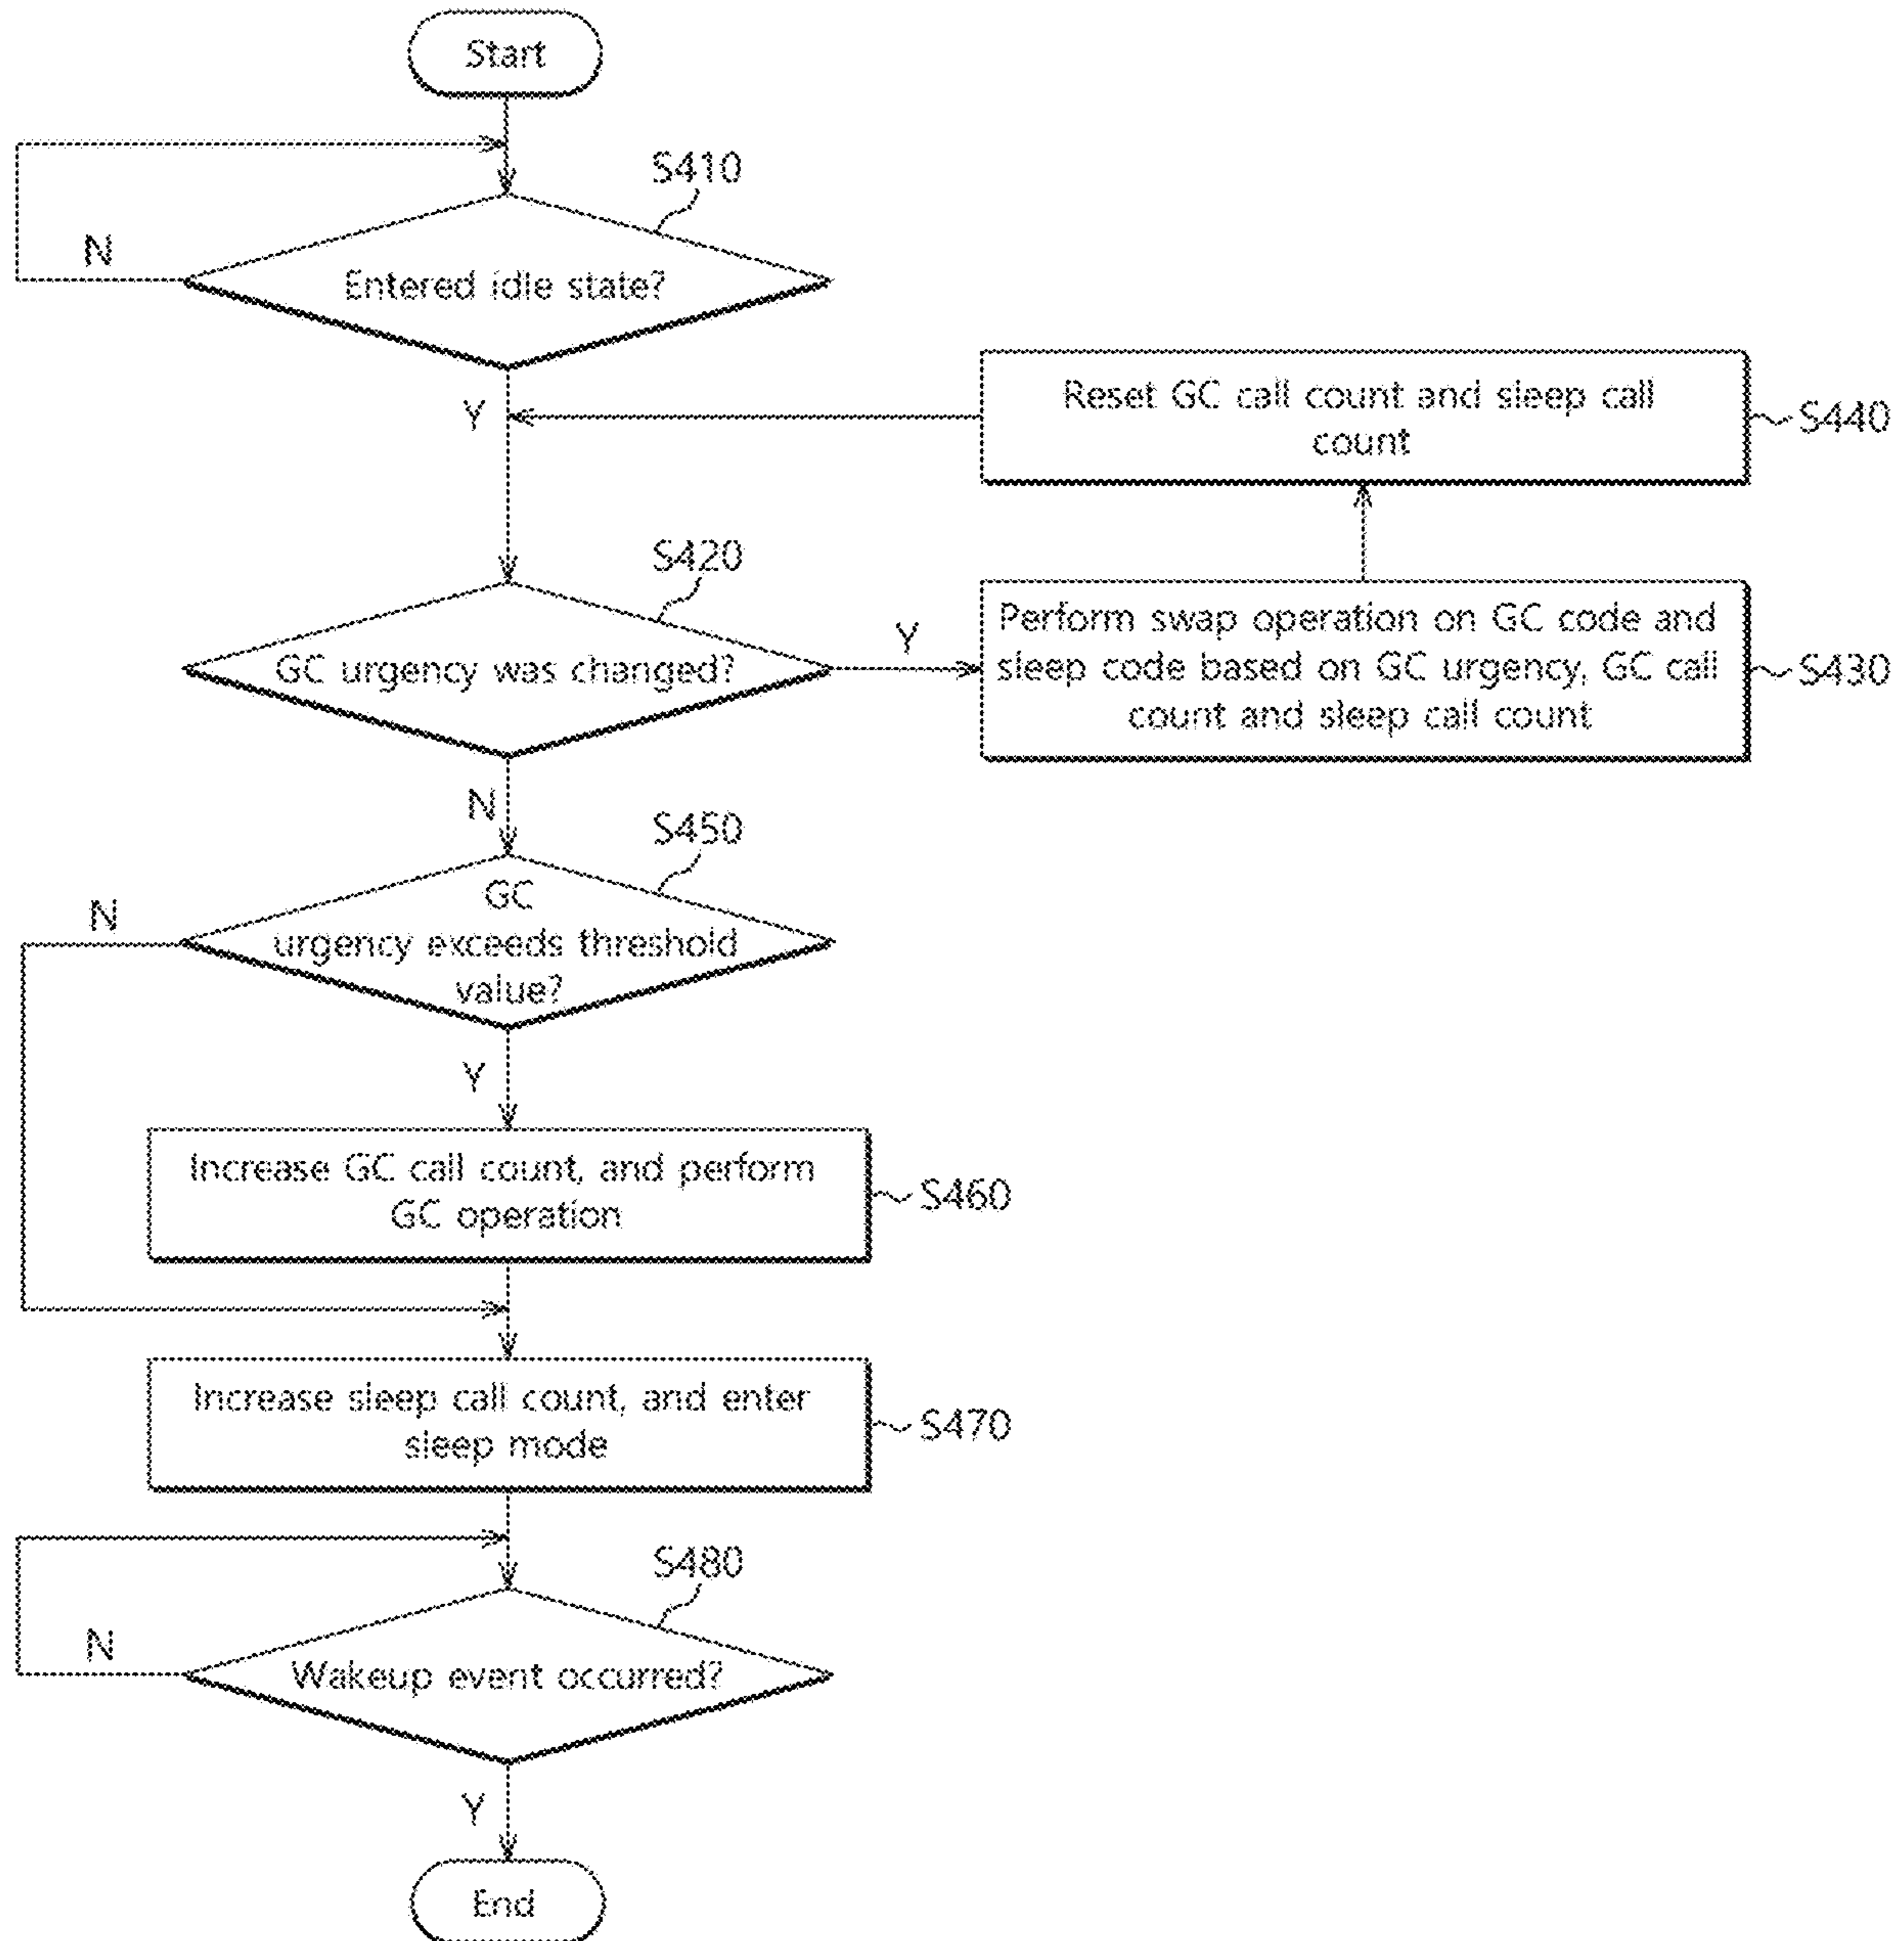 Start
S410
N
Entered idle state?
Y
Reset GC call count and sleep call
count
S440
S420
GC urgency was changed?
Y
Perform swap operation on GC code and
sleep code based on GC urgency, GC call
count and sleep call count
S430
N
S450
N
GC
urgency exceeds threshold
value?
Y
Increase GC call count, and perform
GC operation
S460
Increase sleep call count, and enter
sleep mode
S470
S480
N
Wakeup event occurred?
Y
End